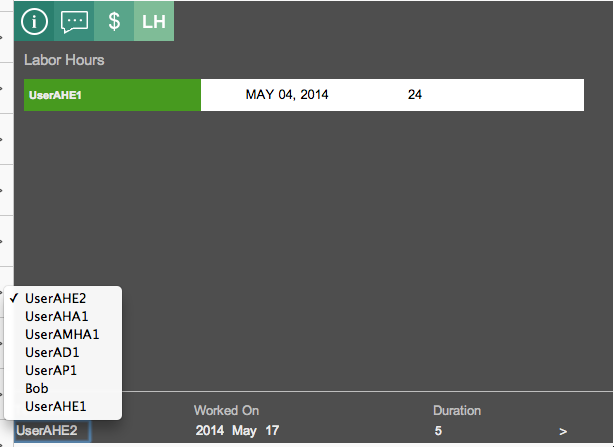 $ LH
Labor Hours
UserAHE1 MAY 04, 2014 24
✓ UserAHE2
UserAHA1
UserAMHA1
UserAD1
UserAP1
Bob
UserAHE1
Worked On Duration
UserAHE2 2014 May 17 5 >